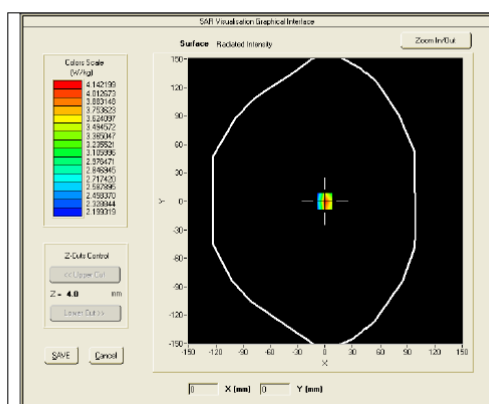 SAR Visualisation Graphical Interface
Surface Radiated Intensity
Zoom In/Out
Colors Scale
(W/kg)
4.142199
4.012673
3.883148
3.753623
3.624097
3.494572
3.365047
3.235521
3.105996
2.976471
2.846945
2.717420
2.587895
2.458370
2.328844
2.199319
Z-Cuts Control
<< Upper Cut
Z = 4.0 mm
Lower Cut >>
SAVE Cancel
150
120
90
60
30
0
-30
-60
-90
-120
-150
Y
-150 -120 -90 -60 -30 0 30 60 90 120 150
X
0 X (mm) 0 Y (mm)